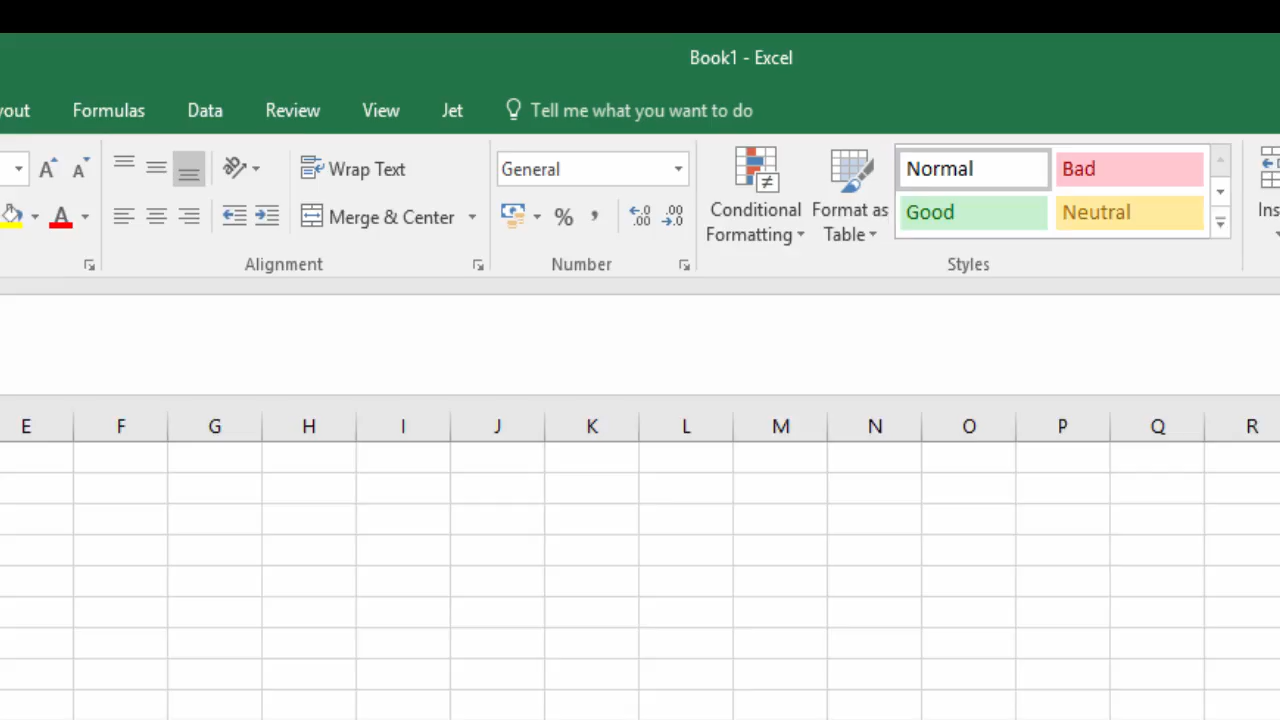 Book1 - Excel
yout Formulas Data Review View Jet Tell me what you want to do
Wrap Text General Normal Bad
Merge & Center % Conditional Formatting Format as Table Good Neutral Ins
Alignment Number Styles
E F G H I J K L M N O P Q R